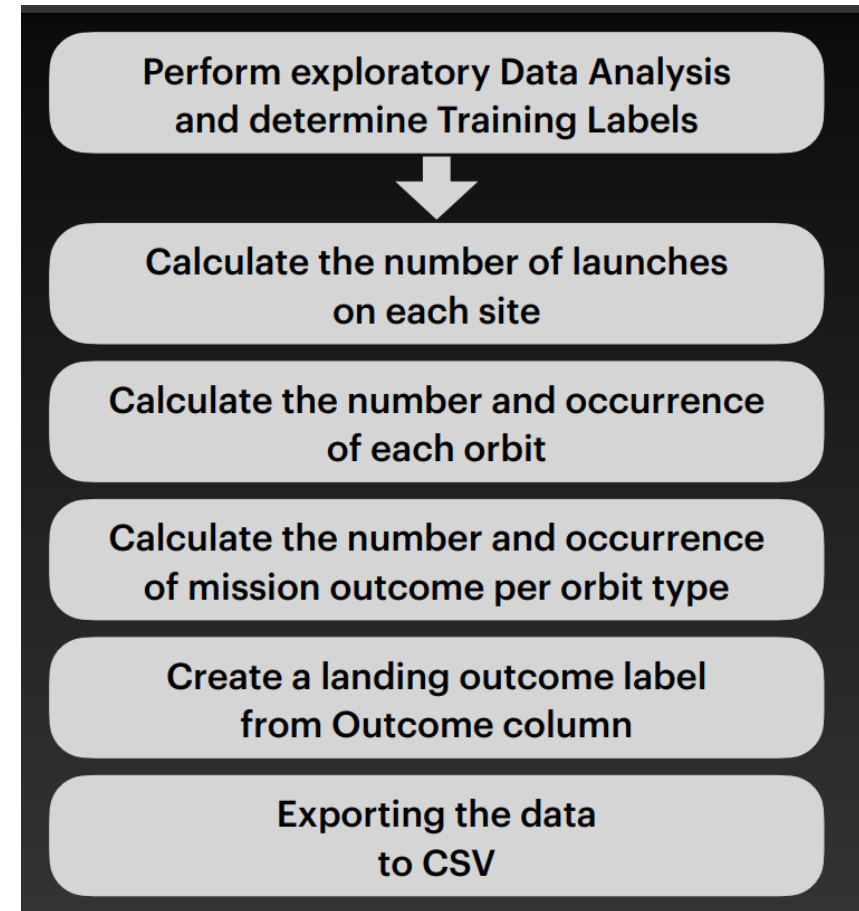 Perform exploratory Data Analysis
and determine Training Labels
Calculate the number of launches
on each site
Calculate the number and occurrence
of each orbit
Calculate the number and occurrence
of mission outcome per orbit type
Create a landing outcome label
from Outcome column
Exporting the data
to CSV